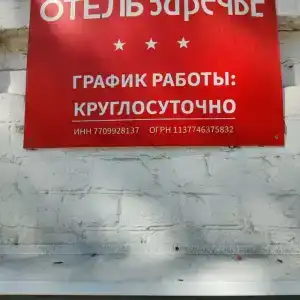 ОТЕЛЬ ЗАРЕЧЬЕ
ГРАФИК РАБОТЫ:
КРУГЛОСУТОЧНО
ИНН 7709928137 ОГРН 1137746375832